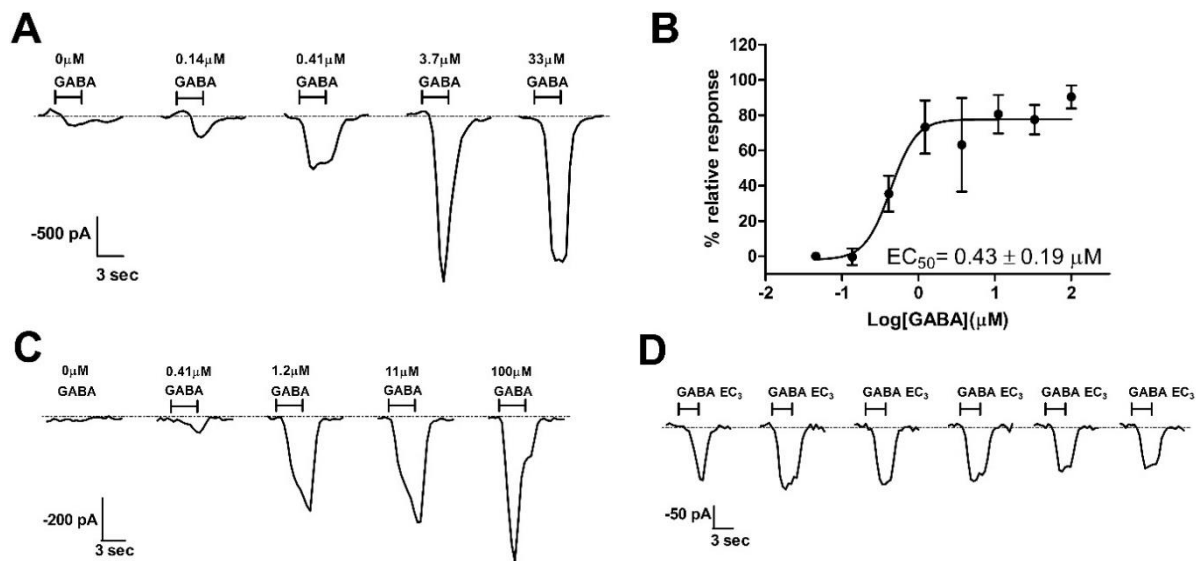 A
0µM 0.14µM 0.41µM 3.7µM 33µM
GABA GABA GABA GABA GABA
-500 pA
3 sec
B
120
100
80
60
40
20
0
% relative response
EC50= 0.43 ± 0.19 µM
-2 -1 0 1 2
Log[GABA](µM)
C
0µM 0.41µM 1.2µM 11µM 100µM
GABA GABA GABA GABA GABA
-200 pA
3 sec
D
GABA EC3 GABA EC3 GABA EC3 GABA EC3 GABA EC3 GABA EC3
-50 pA
3 sec